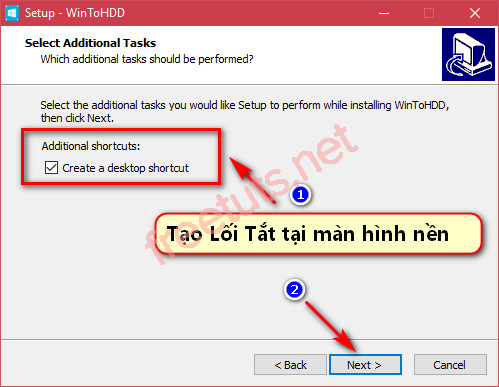 Setup - WinToHDD
Select Additional Tasks
Which additional tasks should be performed?
Select the additional tasks you would like Setup to perform while installing WinToHDD,
then click Next.
Additional shortcuts:
Create a desktop shortcut
1
freetuts.net
Tạo Lối Tắt tại màn hình nền
2
< Back
Next >
Cancel